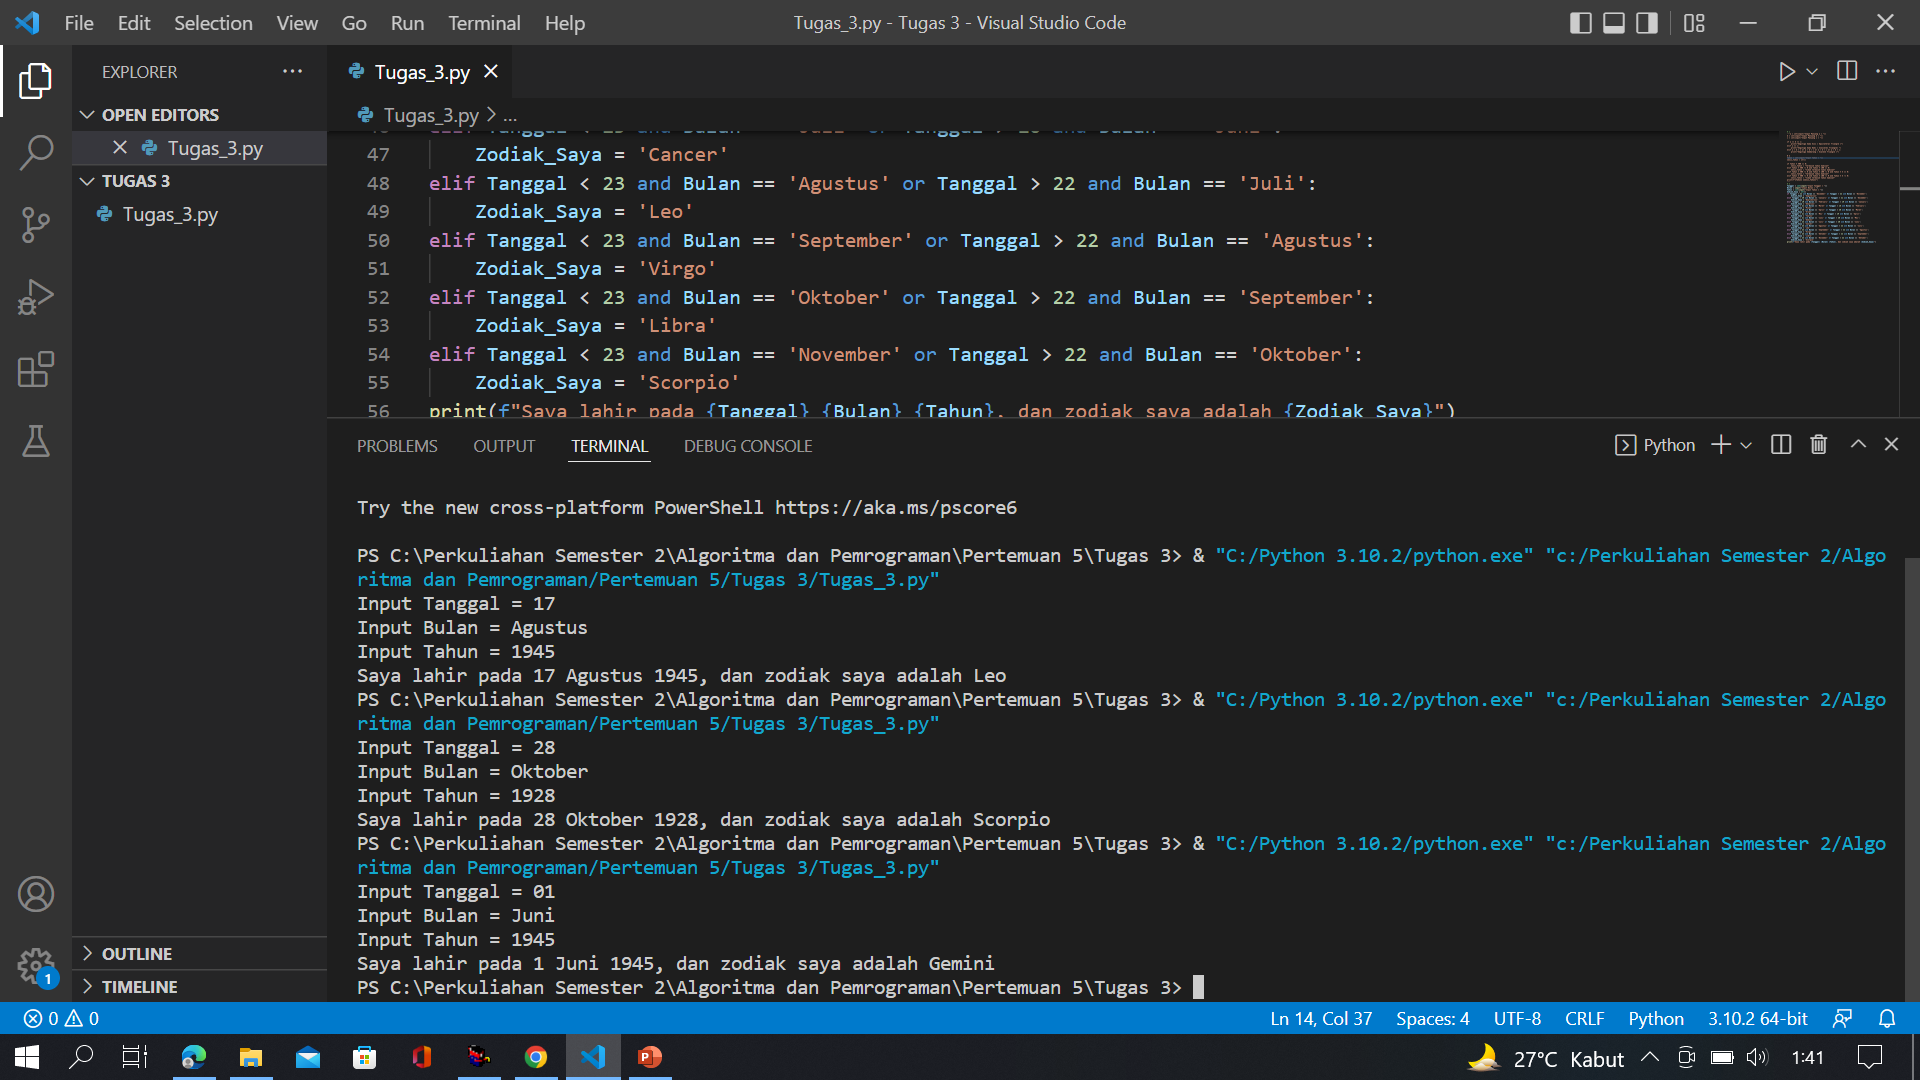 File Edit Selection View Go Run Terminal Help
Tugas_3.py - Tugas 3 - Visual Studio Code
EXPLORER
OPEN EDITORS
Tugas_3.py
TUGAS 3
Tugas_3.py
OUTLINE
TIMELINE
Tugas_3.py
Tugas_3.py > ...
47 Zodiak_Saya = 'Cancer'
48 elif Tanggal < 23 and Bulan == 'Agustus' or Tanggal > 22 and Bulan == 'Juli':
49 Zodiak_Saya = 'Leo'
50 elif Tanggal < 23 and Bulan == 'September' or Tanggal > 22 and Bulan == 'Agustus':
51 Zodiak_Saya = 'Virgo'
52 elif Tanggal < 23 and Bulan == 'Oktober' or Tanggal > 22 and Bulan == 'September':
53 Zodiak_Saya = 'Libra'
54 elif Tanggal < 23 and Bulan == 'November' or Tanggal > 22 and Bulan == 'Oktober':
55 Zodiak_Saya = 'Scorpio'
56 print(f"Saya lahir pada {Tanggal} {Bulan} {Tahun}, dan zodiak saya adalah {Zodiak_Saya}")
PROBLEMS OUTPUT TERMINAL DEBUG CONSOLE
Python
Try the new cross-platform PowerShell https://aka.ms/pscore6
PS C:\Perkuliahan Semester 2\Algoritma dan Pemrograman\Pertemuan 5\Tugas 3> & "C:/Python 3.10.2/python.exe" "c:/Perkuliahan Semester 2/Algo
ritma dan Pemrograman/Pertemuan 5/Tugas 3/Tugas_3.py"
Input Tanggal = 17
Input Bulan = Agustus
Input Tahun = 1945
Saya lahir pada 17 Agustus 1945, dan zodiak saya adalah Leo
PS C:\Perkuliahan Semester 2\Algoritma dan Pemrograman\Pertemuan 5\Tugas 3> & "C:/Python 3.10.2/python.exe" "c:/Perkuliahan Semester 2/Algo
ritma dan Pemrograman/Pertemuan 5/Tugas 3/Tugas_3.py"
Input Tanggal = 28
Input Bulan = Oktober
Input Tahun = 1928
Saya lahir pada 28 Oktober 1928, dan zodiak saya adalah Scorpio
PS C:\Perkuliahan Semester 2\Algoritma dan Pemrograman\Pertemuan 5\Tugas 3> & "C:/Python 3.10.2/python.exe" "c:/Perkuliahan Semester 2/Algo
ritma dan Pemrograman/Pertemuan 5/Tugas 3/Tugas_3.py"
Input Tanggal = 01
Input Bulan = Juni
Input Tahun = 1945
Saya lahir pada 1 Juni 1945, dan zodiak saya adalah Gemini
PS C:\Perkuliahan Semester 2\Algoritma dan Pemrograman\Pertemuan 5\Tugas 3>
1
0 0
Ln 14, Col 37 Spaces: 4 UTF-8 CRLF Python 3.10.2 64-bit
27°C Kabut 1:41